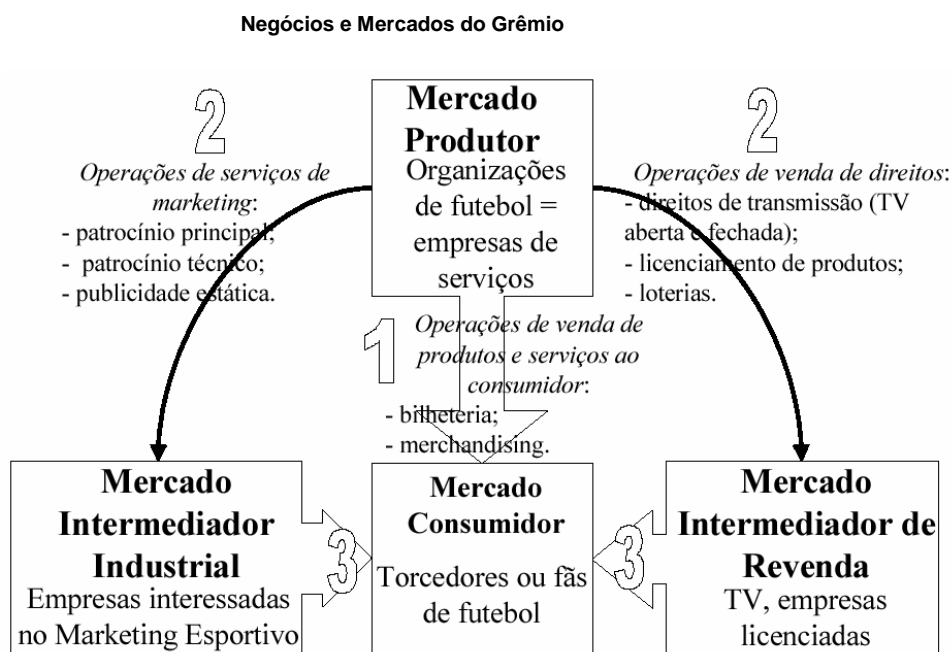 Negócios e Mercados do Grêmio
2
Operações de serviços de
marketing:
- patrocínio principal;
- patrocínio técnico;
- publicidade estática.
Mercado
Produtor
Organizações
de futebol =
empresas de
serviços
2
Operações de venda de direitos:
- direitos de transmissão (TV
aberta e fechada);
- licenciamento de produtos;
- loterias.
1
Operações de venda de
produtos e serviços ao
consumidor:
- bilheteria;
- merchandising.
Mercado
Intermediador
Industrial
Empresas interessadas
no Marketing Esportivo
3
Mercado
Consumidor
Torcedores ou fãs
de futebol
3
Mercado
Intermediador de
Revenda
TV, empresas
licenciadas